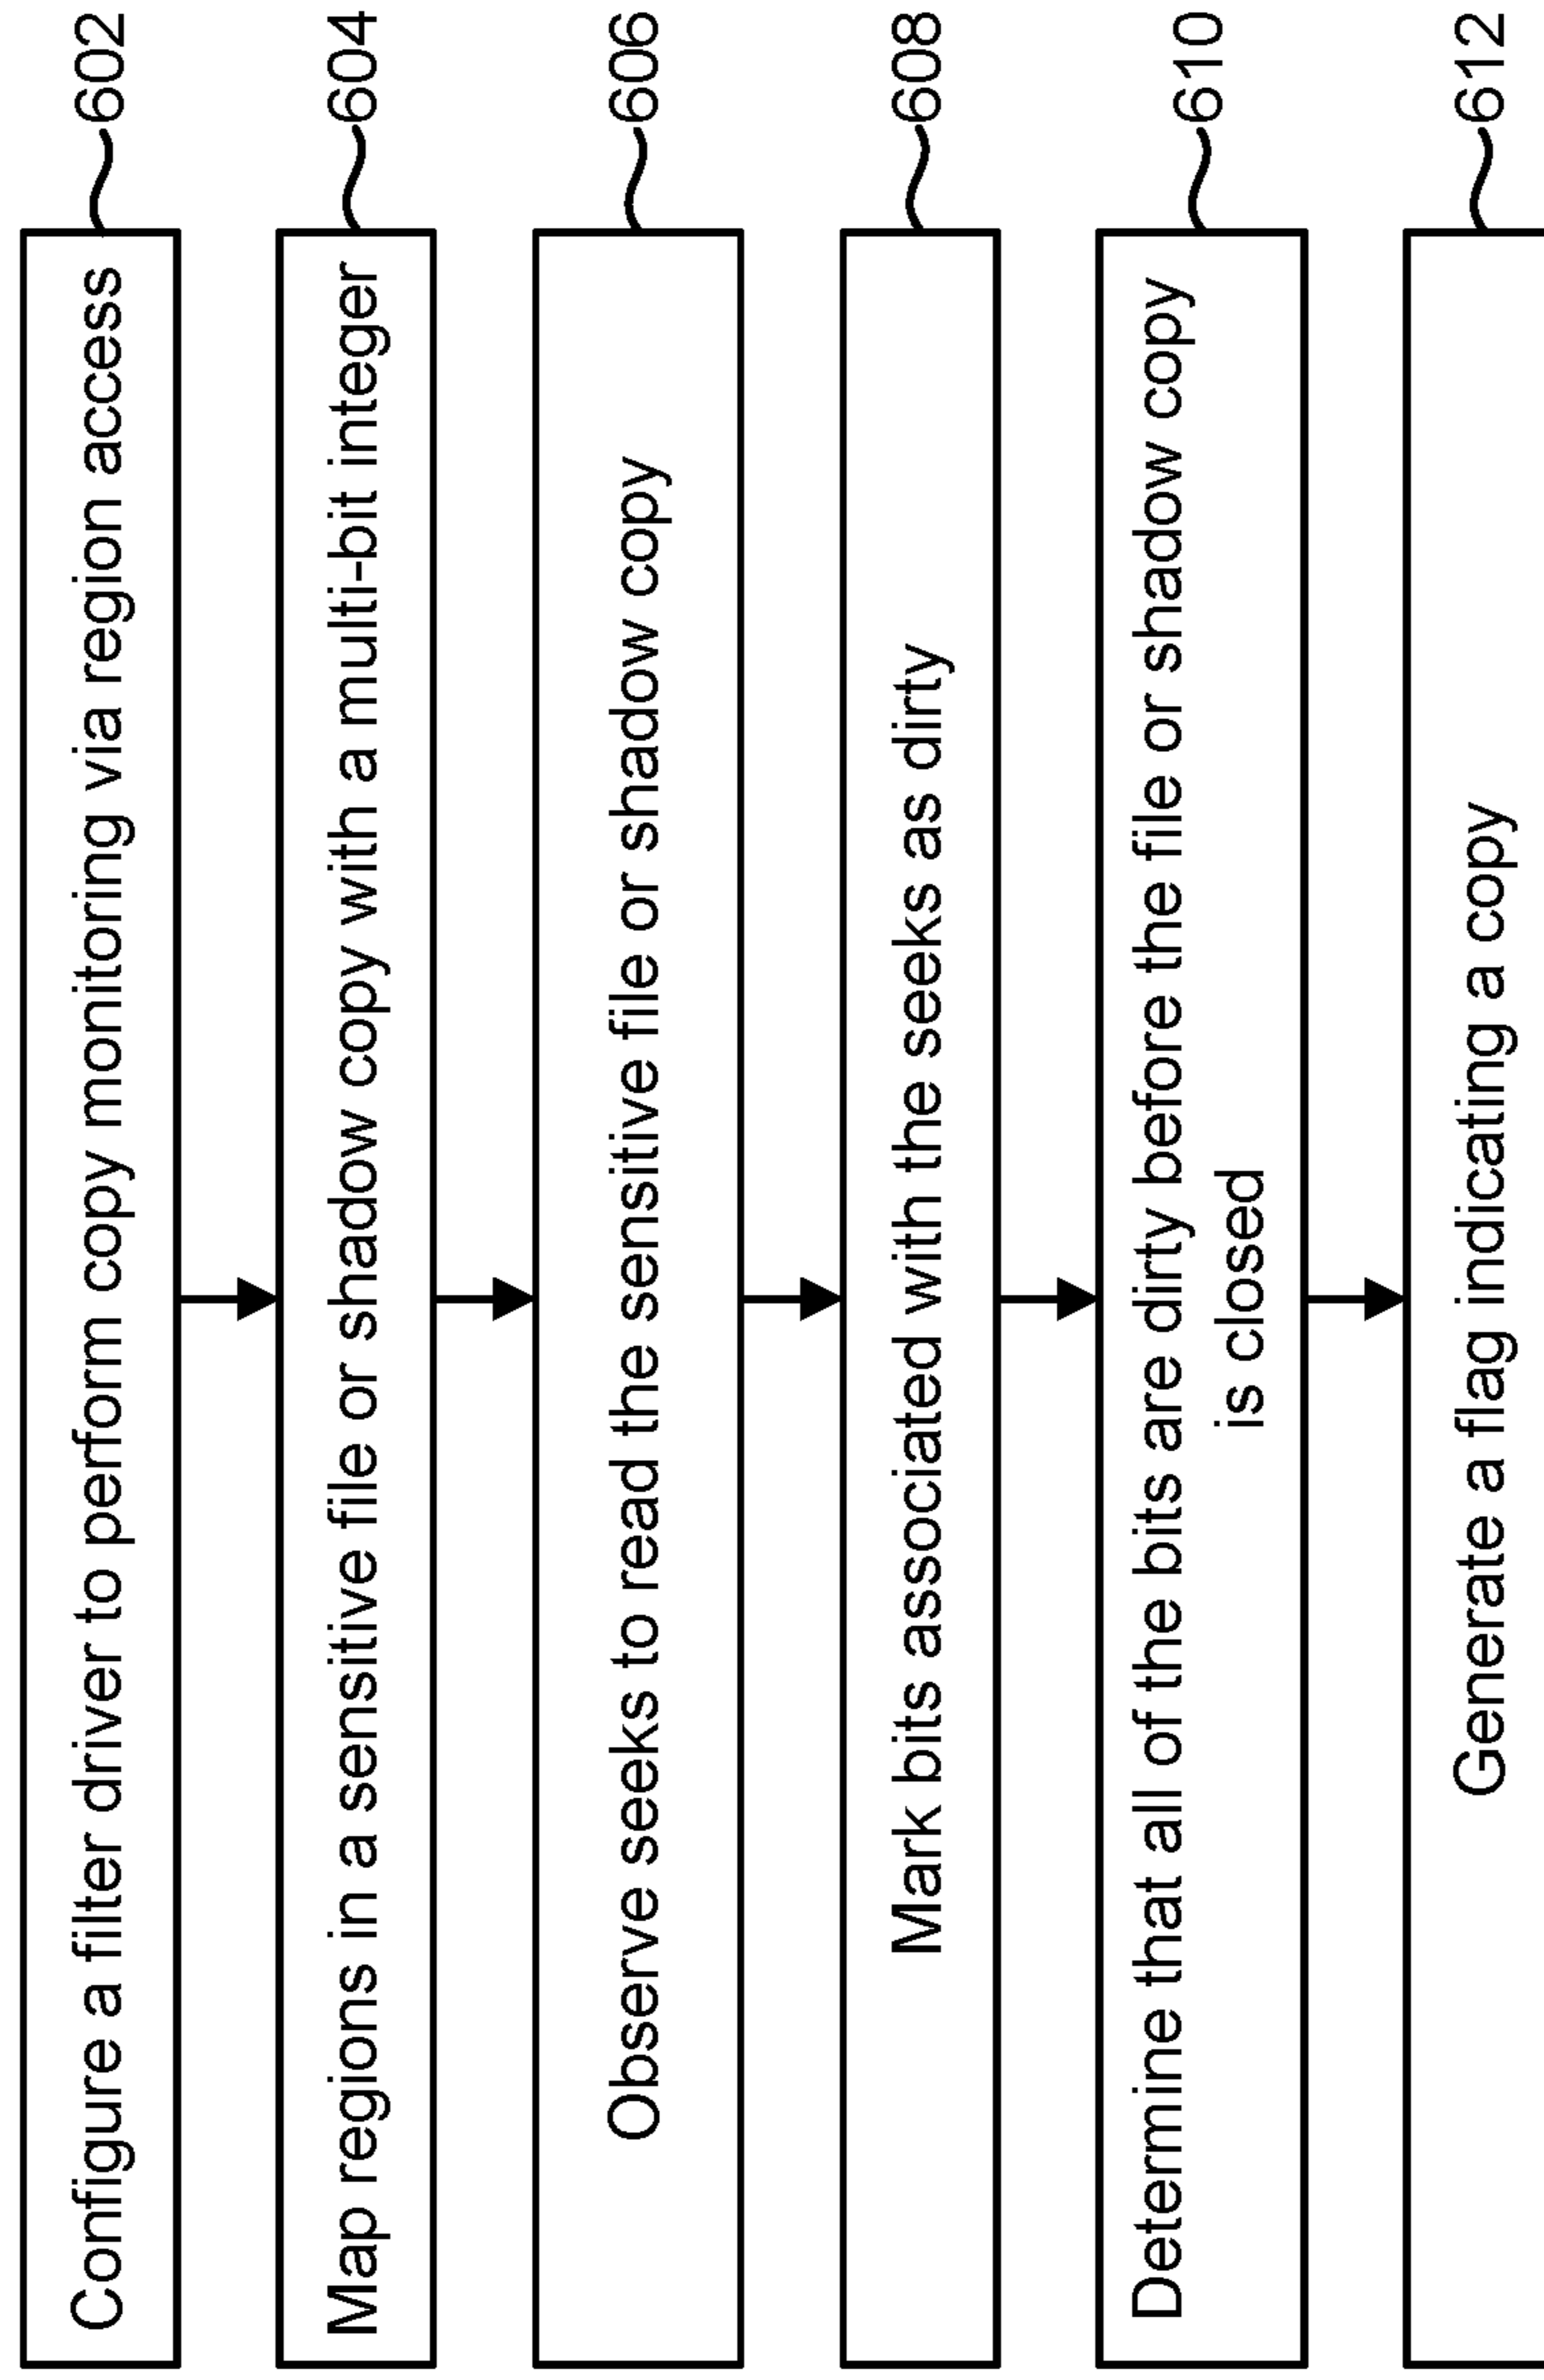 Configure a filter driver to perform copy monitoring via region access
602
Map regions in a sensitive file or shadow copy with a multi-bit integer
604
Observe seeks to read the sensitive file or shadow copy
606
Mark bits associated with the seeks as dirty
608
Determine that all of the bits are dirty before the file or shadow copy
is closed
610
Generate a flag indicating a copy
612